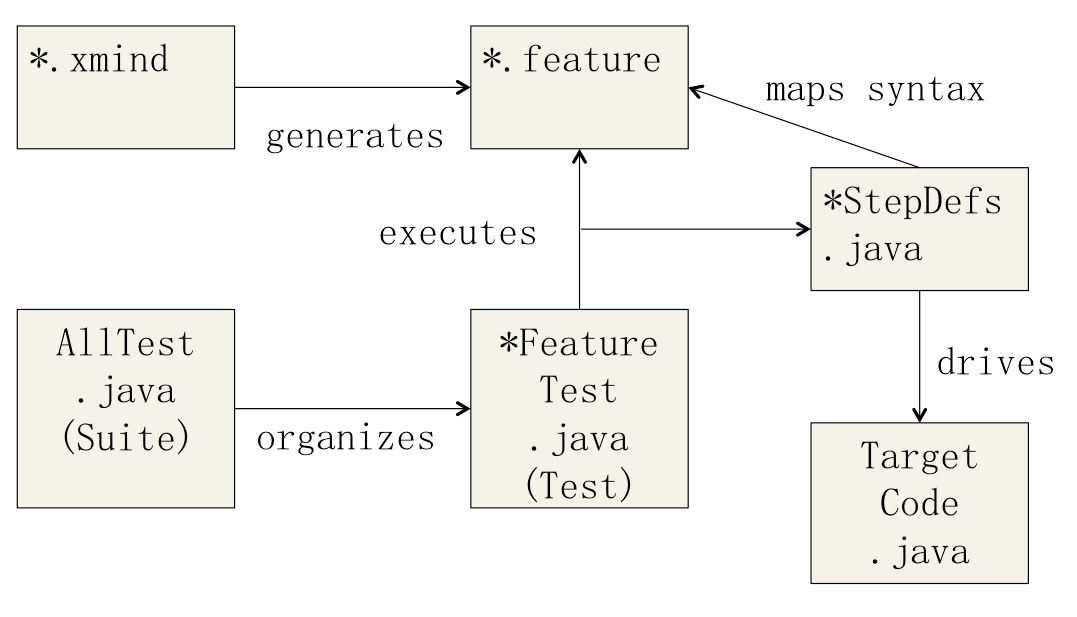 *.xmind
*.feature
maps syntax
generates
*StepDefs
.java
executes
AllTest
.java
(Suite)
*Feature
Test
.java
(Test)
drives
organizes
Target
Code
.java